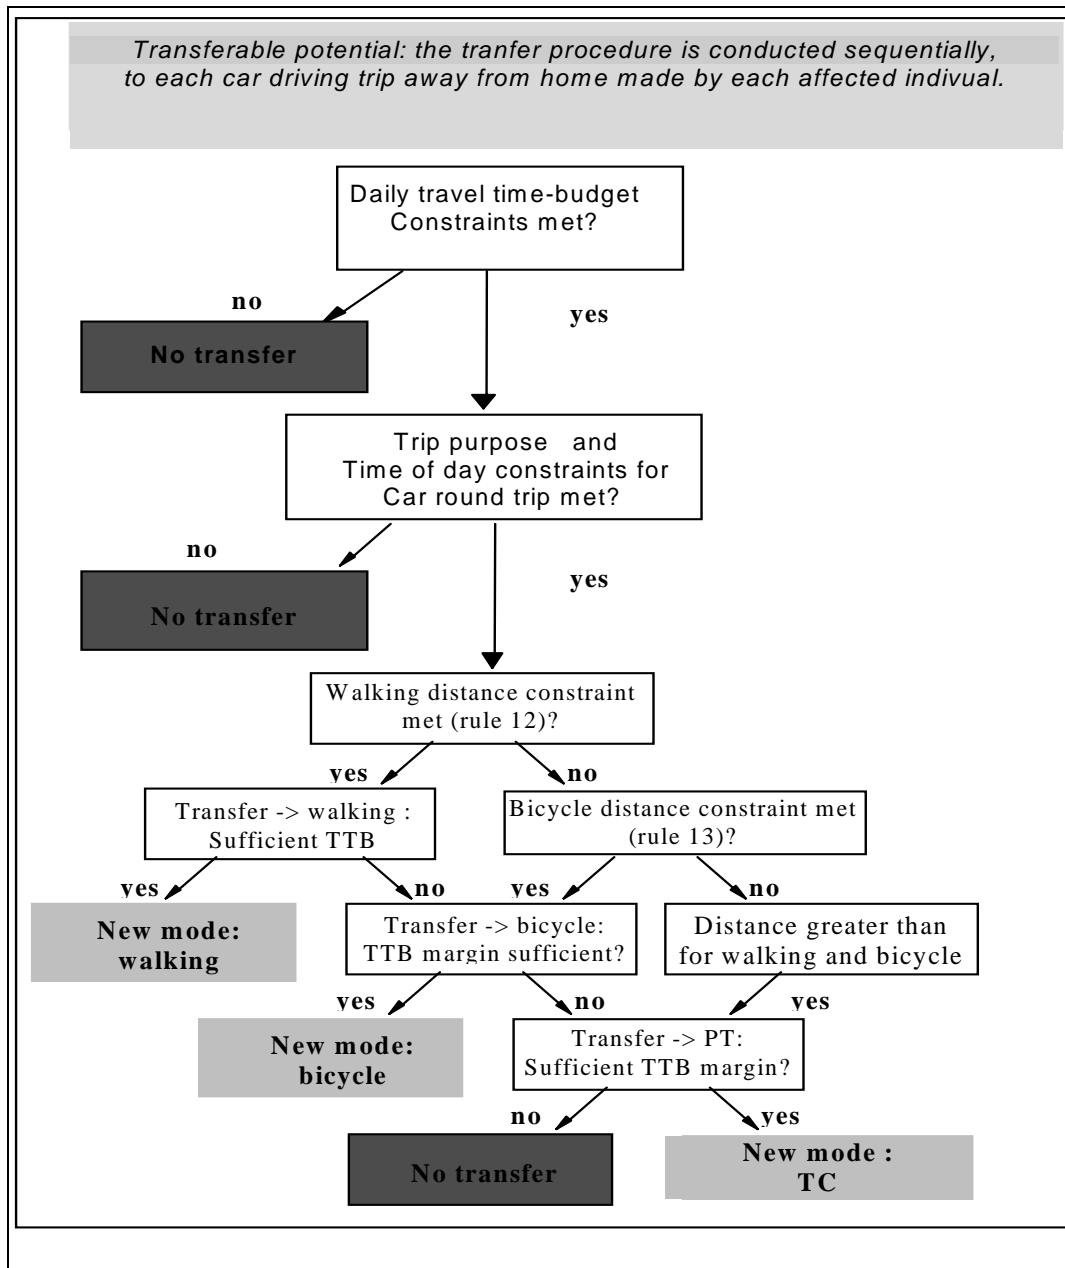 Transferable potential: the tranfer procedure is conducted sequentially,
to each car driving trip away from home made by each affected indivual.
Daily travel time-budget
Constraints met?
no
yes
No transfer
Trip purpose and
Time of day constraints for
Car round trip met?
no
yes
No transfer
Walking distance constraint
met (rule 12)?
yes
no
Transfer -> walking :
Sufficient TTB
Bicycle distance constraint met
(rule 13)?
yes
no
yes
no
New mode:
walking
Transfer -> bicycle:
TTB margin sufficient?
Distance greater than
for walking and bicycle
yes
no
yes
New mode:
bicycle
Transfer -> PT:
Sufficient TTB margin?
no
yes
No transfer
New mode :
TC